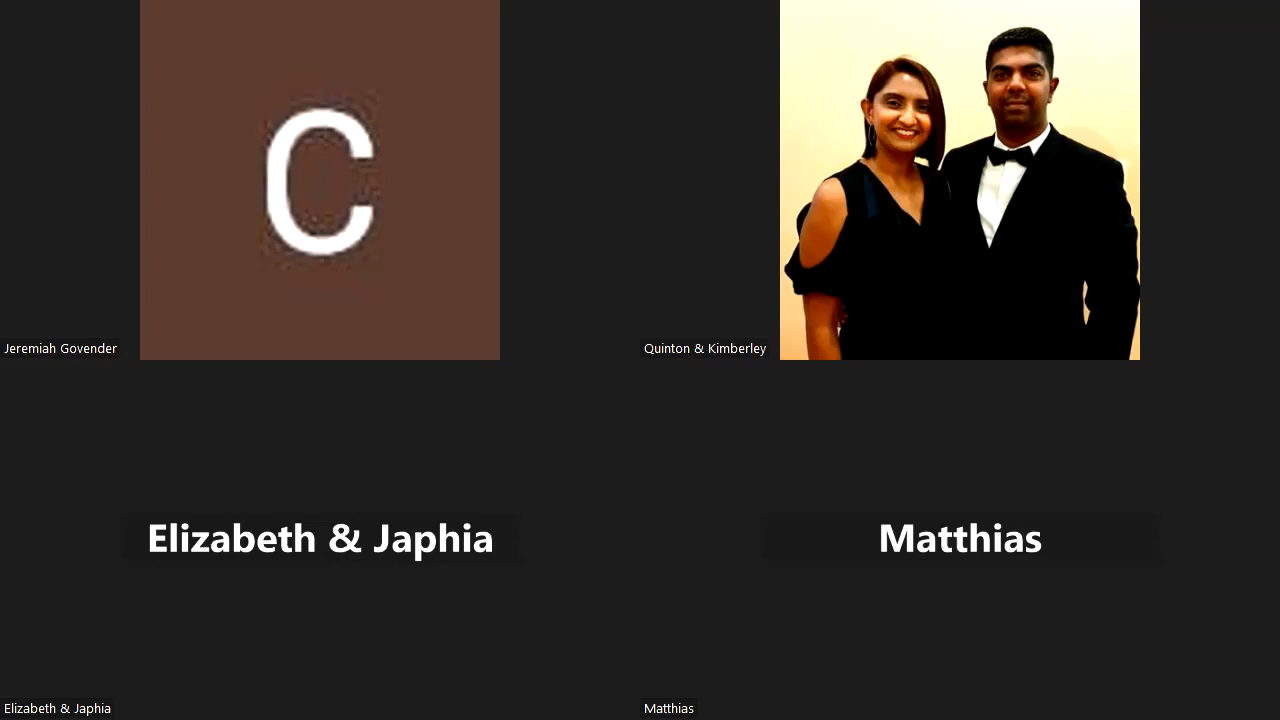 C
Jeremiah Govender
Quinton & Kimberley
Elizabeth & Japhia
Matthias
Elizabeth & Japhia
Matthias